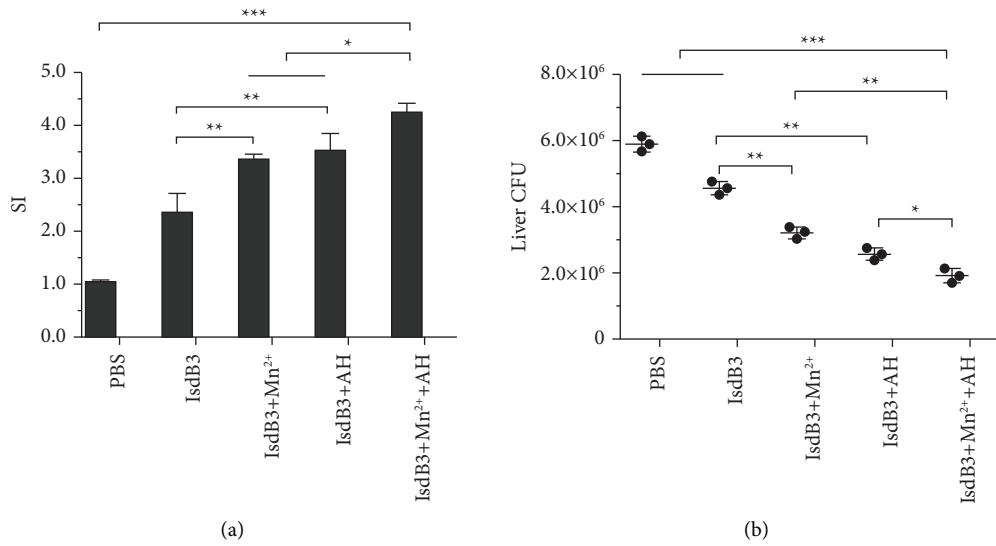 ***
*
**
**
SI
5.0
4.0
3.0
2.0
1.0
0.0
PBS
IsdB3
IsdB3+Mn²⁺
IsdB3+AH
IsdB3+Mn²⁺+AH
(a)
***
**
**
**
*
Liver CFU
8.0×10⁶
6.0×10⁶
4.0×10⁶
2.0×10⁶
0
PBS
IsdB3
IsdB3+Mn²⁺
IsdB3+AH
IsdB3+Mn²⁺+AH
(b)